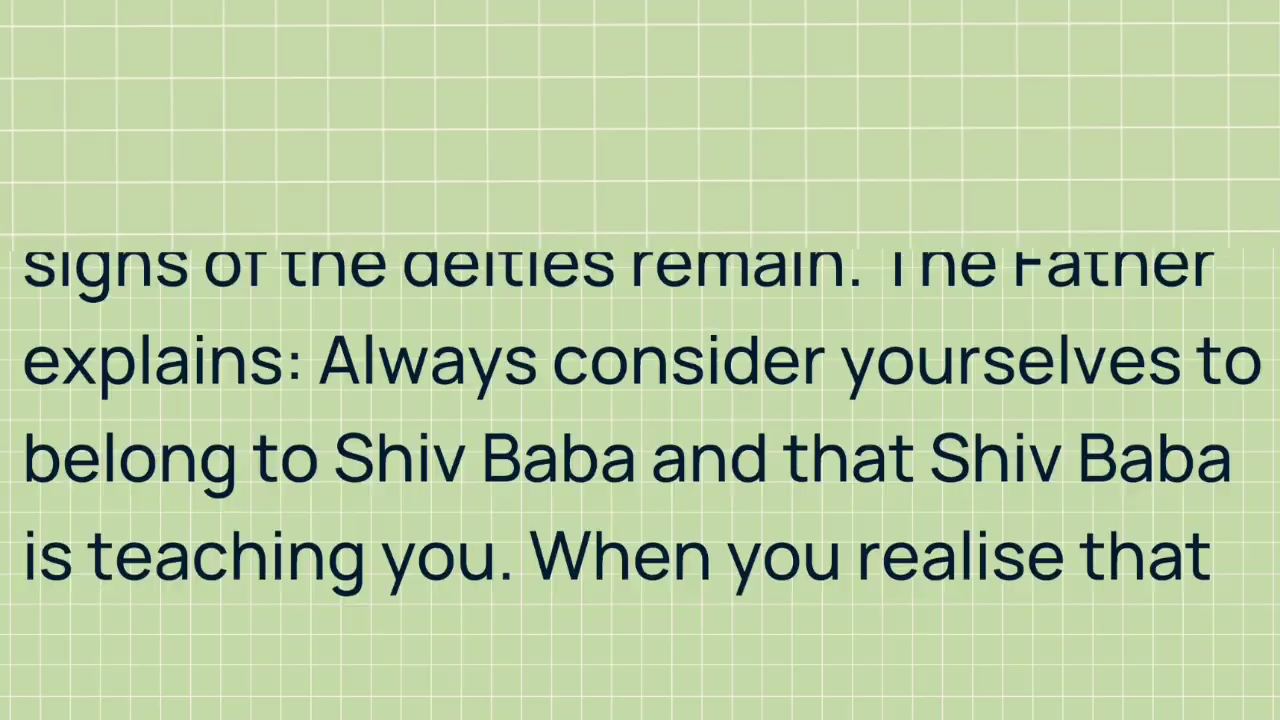 signs of the deities remain. The Father
explains: Always consider yourselves to
belong to Shiv Baba and that Shiv Baba
is teaching you. When you realise that